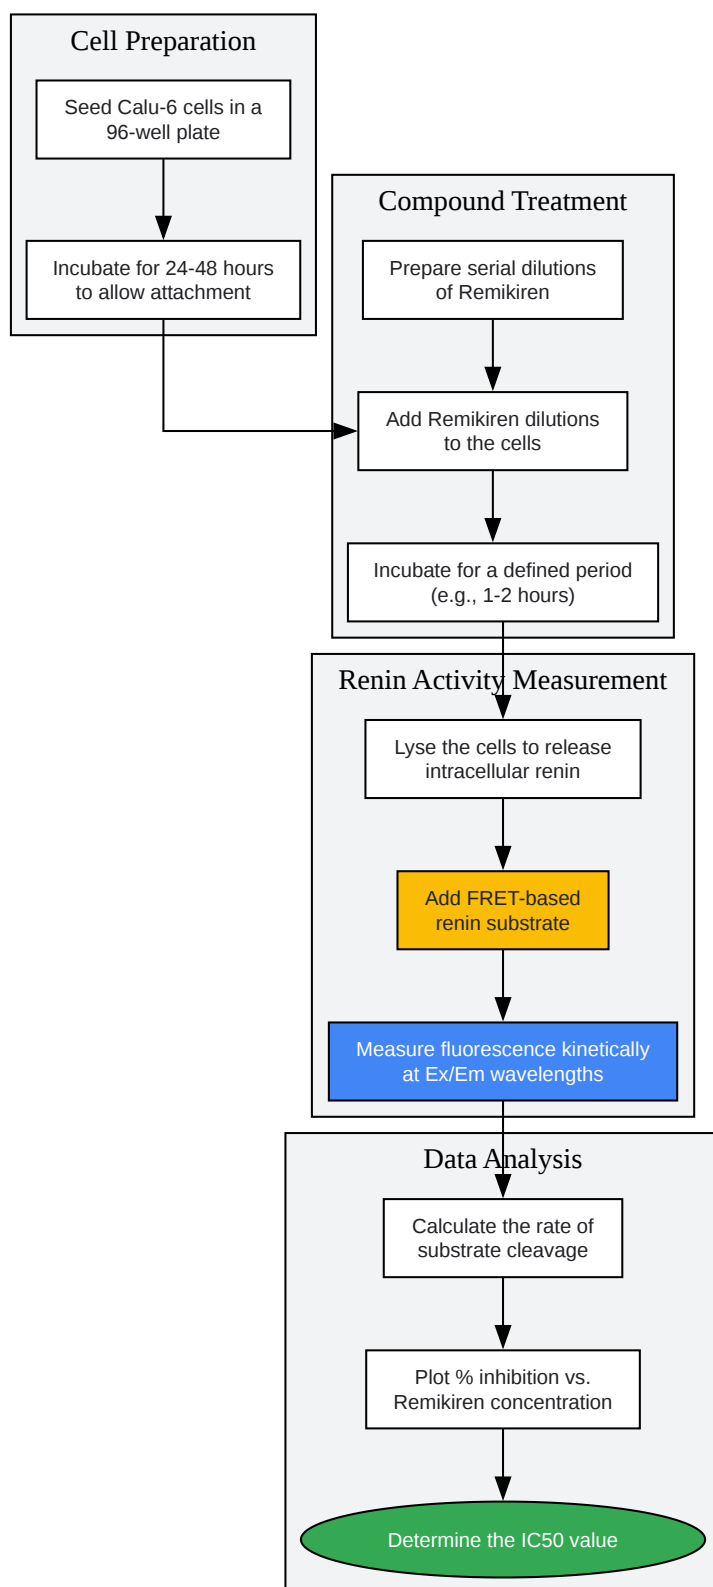 Cell Preparation
Seed Calu-6 cells in a
96-well plate
Incubate for 24-48 hours
to allow attachment
Compound Treatment
Prepare serial dilutions
of Remikiren
Add Remikiren dilutions
to the cells
Incubate for a defined period
(e.g., 1-2 hours)
Renin Activity Measurement
Lyse the cells to release
intracellular renin
Add FRET-based
renin substrate
Measure fluorescence kinetically
at Ex/Em wavelengths
Data Analysis
Calculate the rate of
substrate cleavage
Plot % inhibition vs.
Remikiren concentration
Determine the IC50 value